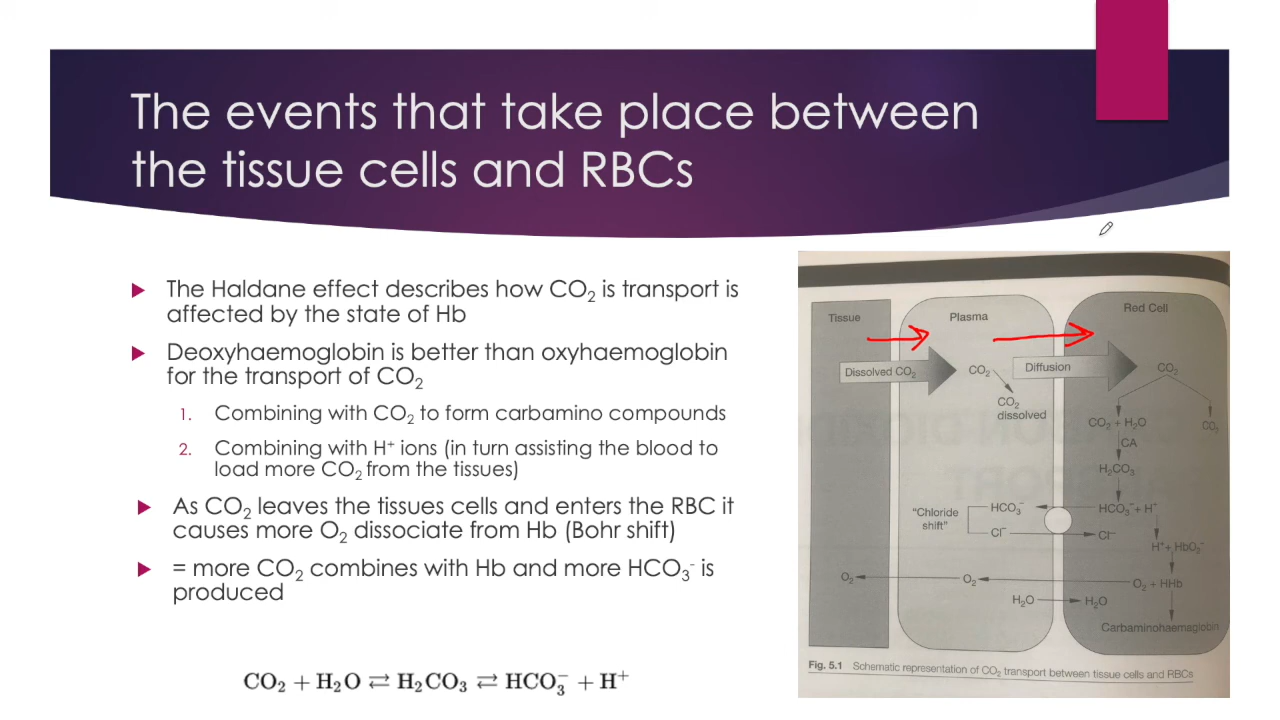 The events that take place between
the tissue cells and RBCs
The Haldane effect describes how CO₂ is transport is
affected by the state of Hb
Deoxyhaemoglobin is better than oxyhaemoglobin
for the transport of CO₂
1. Combining with CO₂ to form carbamino compounds
2. Combining with H⁺ ions (in turn assisting the blood to
load more CO₂ from the tissues)
As CO₂ leaves the tissues cells and enters the RBC it
causes more O₂ dissociate from Hb (Bohr shift)
= more CO₂ combines with Hb and more HCO₃⁻ is
produced
CO₂ + H₂O ⇄ H₂CO₃ ⇄ HCO₃⁻ + H⁺
Tissue Plasma Red Cell
Dissolved CO₂ CO₂ Diffusion CO₂
CO₂
dissolved
CO₂ + H₂O CO₂
CA
H₂CO₃
"Chloride
shift"
HCO₃⁻ HCO₃⁻ + H⁺
Cl⁻ Cl⁻
H⁺ + HbO₂⁻
O₂ O₂ O₂ + HHb
H₂O H₂O
Carbaminohaemaglobin
Fig. 5.1 Schematic representation of CO₂ transport between tissue cells and RBCs